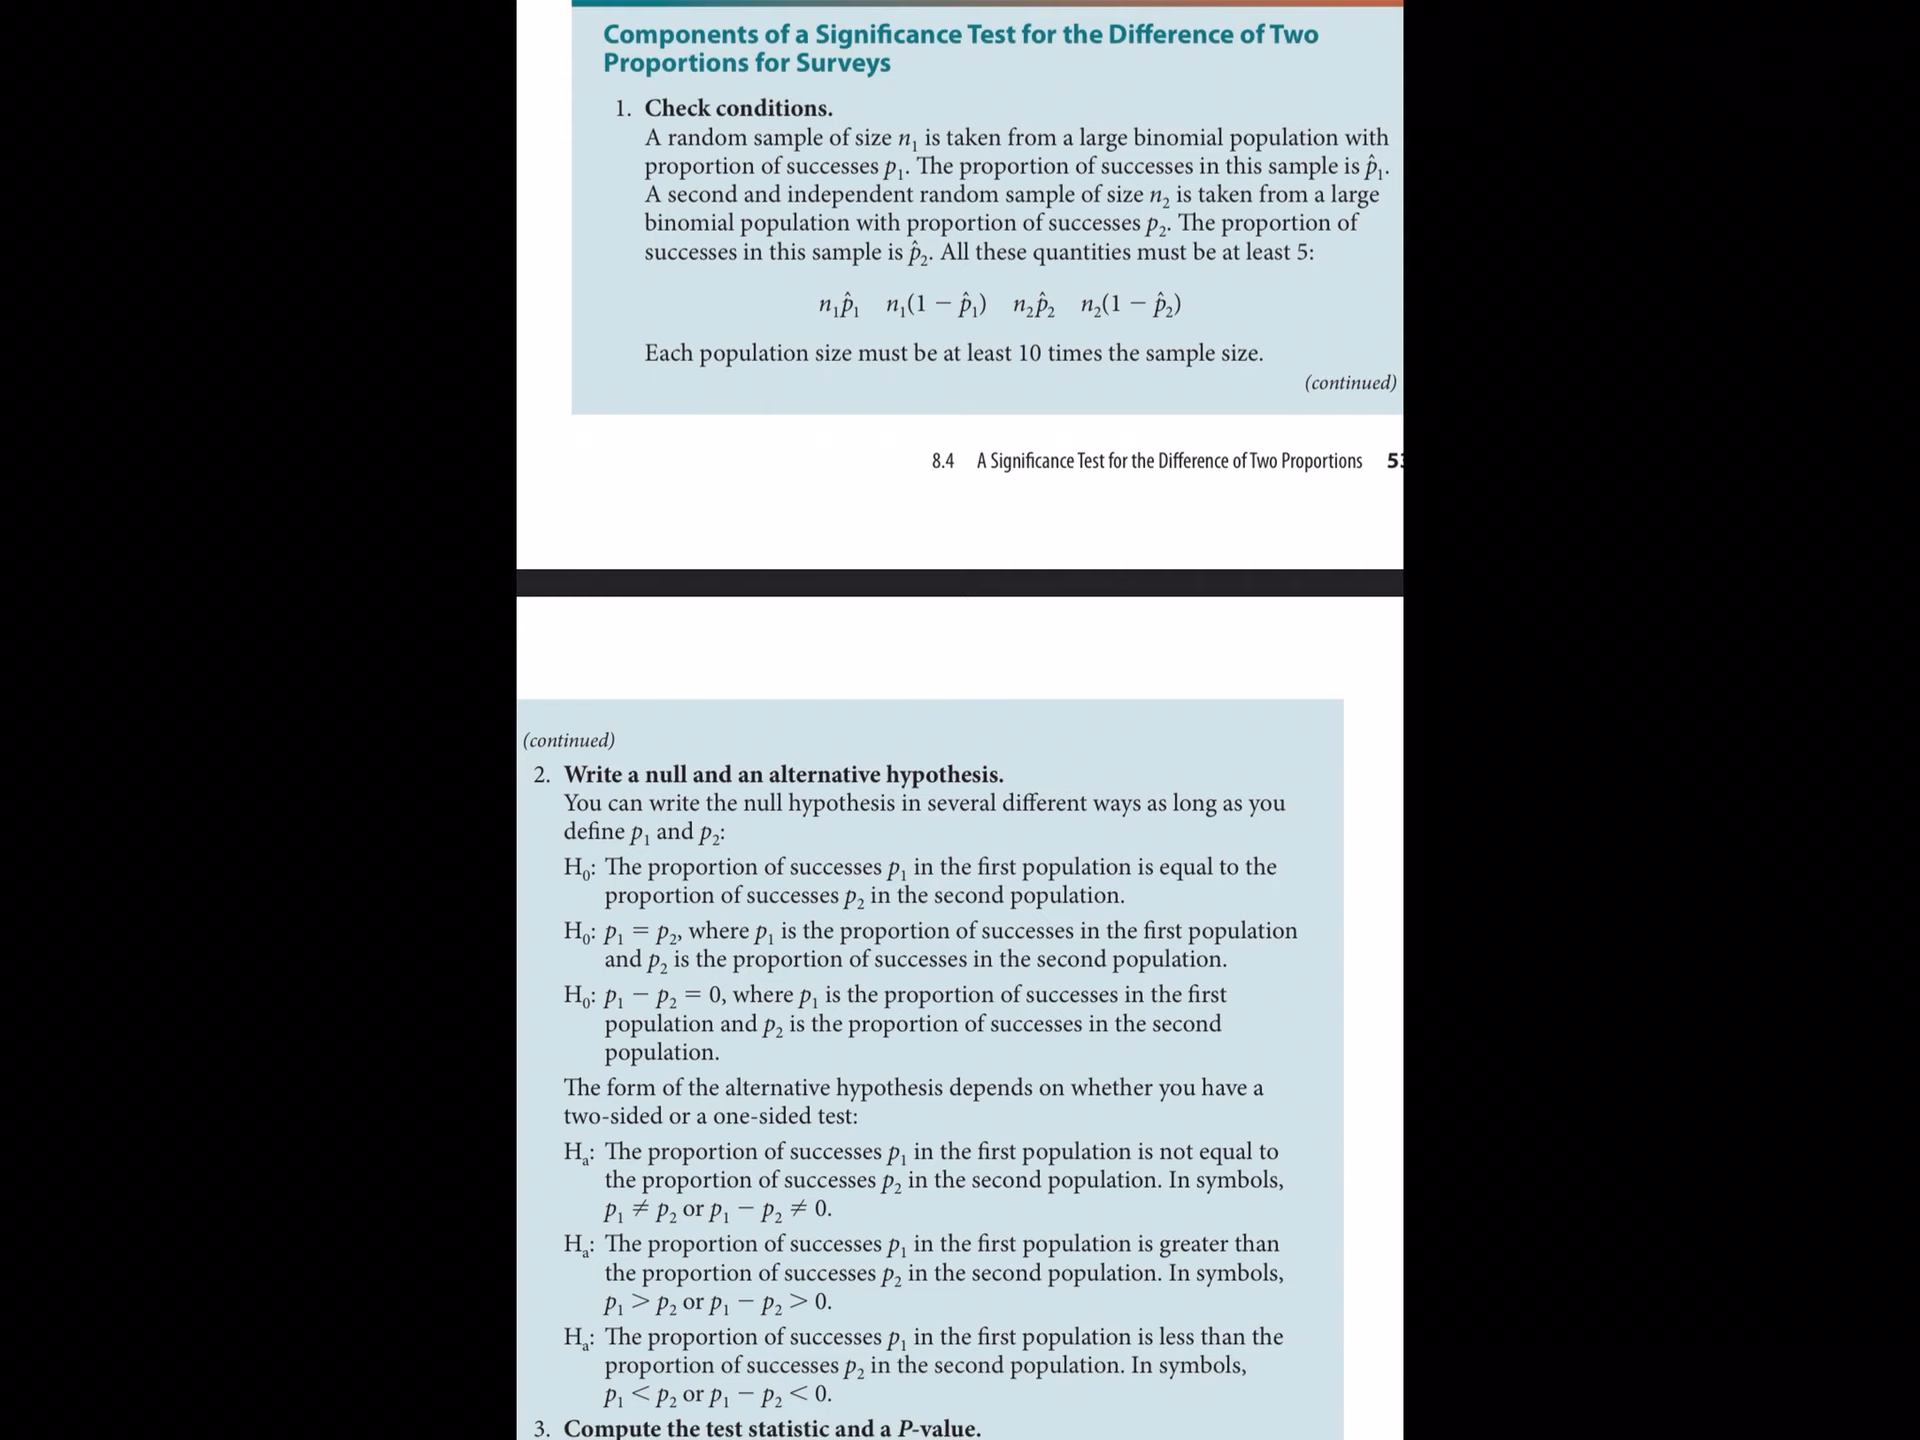 Components of a Significance Test for the Difference of Two
Proportions for Surveys
1. Check conditions.
A random sample of size n₁ is taken from a large binomial population with
proportion of successes p₁. The proportion of successes in this sample is p̂₁.
A second and independent random sample of size n₂ is taken from a large
binomial population with proportion of successes p₂. The proportion of
successes in this sample is p̂₂. All these quantities must be at least 5:
n₁p̂₁ n₁(1 − p̂₁) n₂p̂₂ n₂(1 − p̂₂)
Each population size must be at least 10 times the sample size.
(continued)
8.4 A Significance Test for the Difference of Two Proportions
(continued)
2. Write a null and an alternative hypothesis.
You can write the null hypothesis in several different ways as long as you
define p₁ and p₂:
H₀: The proportion of successes p₁ in the first population is equal to the
proportion of successes p₂ in the second population.
H₀: p₁ = p₂, where p₁ is the proportion of successes in the first population
and p₂ is the proportion of successes in the second population.
H₀: p₁ − p₂ = 0, where p₁ is the proportion of successes in the first
population and p₂ is the proportion of successes in the second
population.
The form of the alternative hypothesis depends on whether you have a
two-sided or a one-sided test:
Hₐ: The proportion of successes p₁ in the first population is not equal to
the proportion of successes p₂ in the second population. In symbols,
p₁ ≠ p₂ or p₁ − p₂ ≠ 0.
Hₐ: The proportion of successes p₁ in the first population is greater than
the proportion of successes p₂ in the second population. In symbols,
p₁ > p₂ or p₁ − p₂ > 0.
Hₐ: The proportion of successes p₁ in the first population is less than the
proportion of successes p₂ in the second population. In symbols,
p₁ < p₂ or p₁ − p₂ < 0.
3. Compute the test statistic and a P-value.